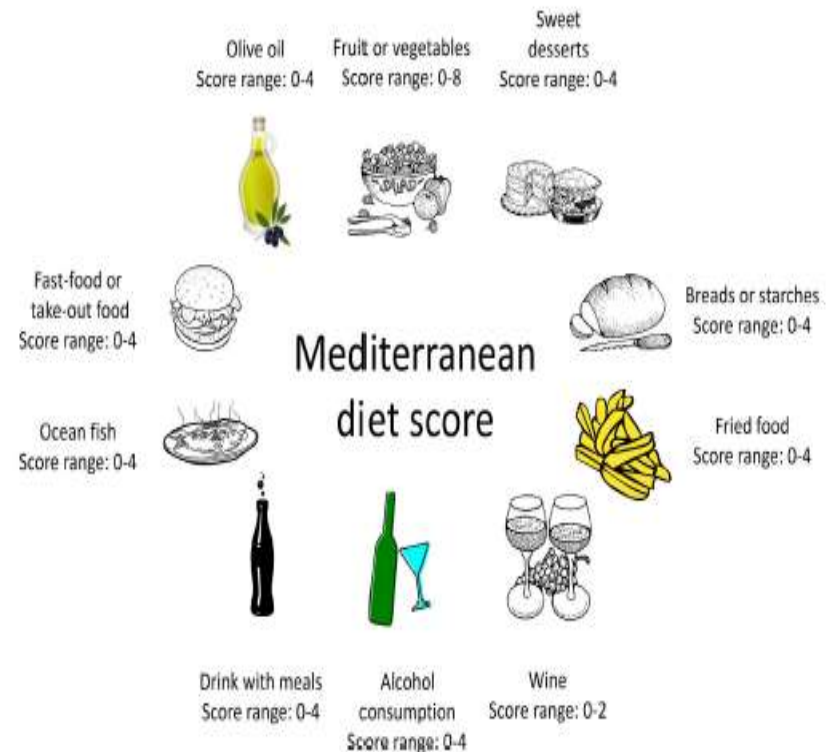 Olive oil
Score range: 0-4
Fruit or vegetables
Score range: 0-8
Sweet
desserts
Score range: 0-4
Fast-food or
take-out food
Score range: 0-4
SALAD
Breads or starches
Score range: 0-4
Mediterranean
diet score
Ocean fish
Score range: 0-4
Fried food
Score range: 0-4
Drink with meals
Score range: 0-4
Alcohol
consumption
Score range: 0-4
Wine
Score range: 0-2